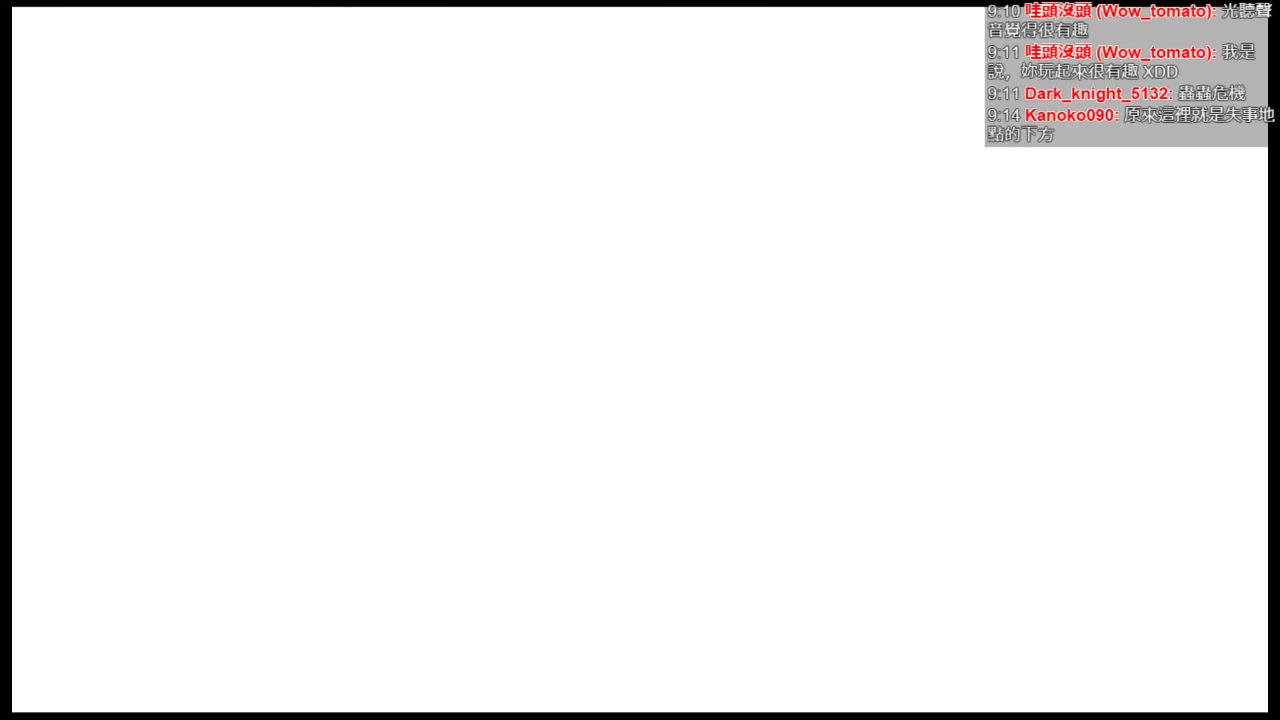 9:10 哇頭沒頭 (Wow_tomato): 光聽聲
音覺得很有趣
9:11 哇頭沒頭 (Wow_tomato): 我是
說, 妳玩起來很有趣 XDD
9:11 Dark_knight_5132: 蟲蟲危機
9:14 Kanoko090: 原來這裡就是失事地
點的下方